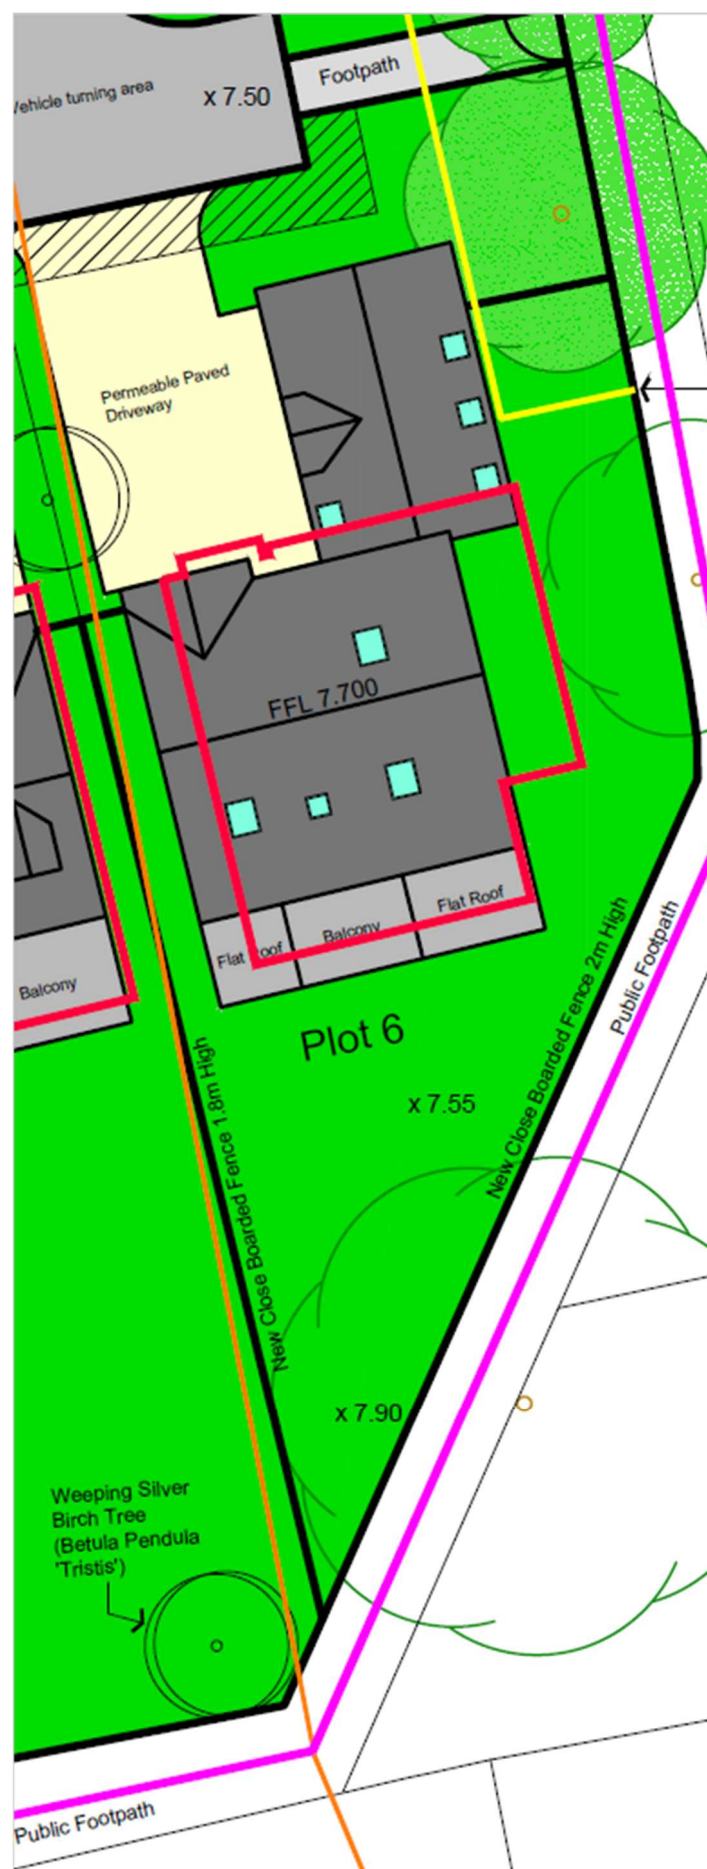 Footpath
Vehicle turning area
x 7.50
Permeable Paved
Driveway
FFL 7.700
Flat Roof
Balcony
Flat Roof
Balcony
Plot 6
x 7.55
New Close Boarded Fence 2m High
Public Footpath
New Close Boarded Fence 1.8m High
x 7.90
Weeping Silver
Birch Tree
(Betula Pendula
'Tristis')
Public Footpath